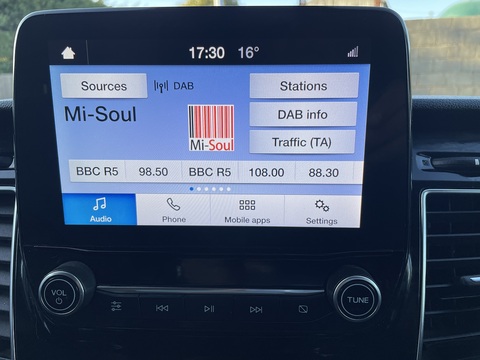 17:30 16°
Sources DAB Stations
Mi-Soul
Mi-Soul
DAB info
Traffic (TA)
BBC R5 98.50 BBC R5 108.00 88.30
Audio Phone Mobile apps Settings
VOL TUNE